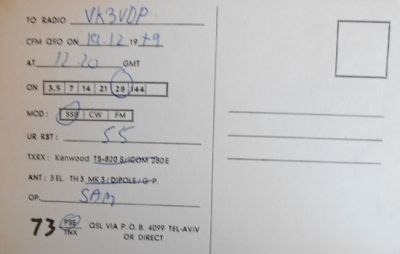 TO RADIO VK3VDP
CFM QSO ON 19.12 19 79
AT 12.20 GMT
ON 3.5 7 14 21 28 144
MOD: SSB CW FM
UR RST: 55
TXRX: Kenwood TS-820 S/ICOM 280E
ANT: 3 EL TH3 MK3/DIPOLE/G-P.
OP. SAM
73 PSE TNX QSL VIA P.O.B. 4099 TEL-AVIV
OR DIRECT